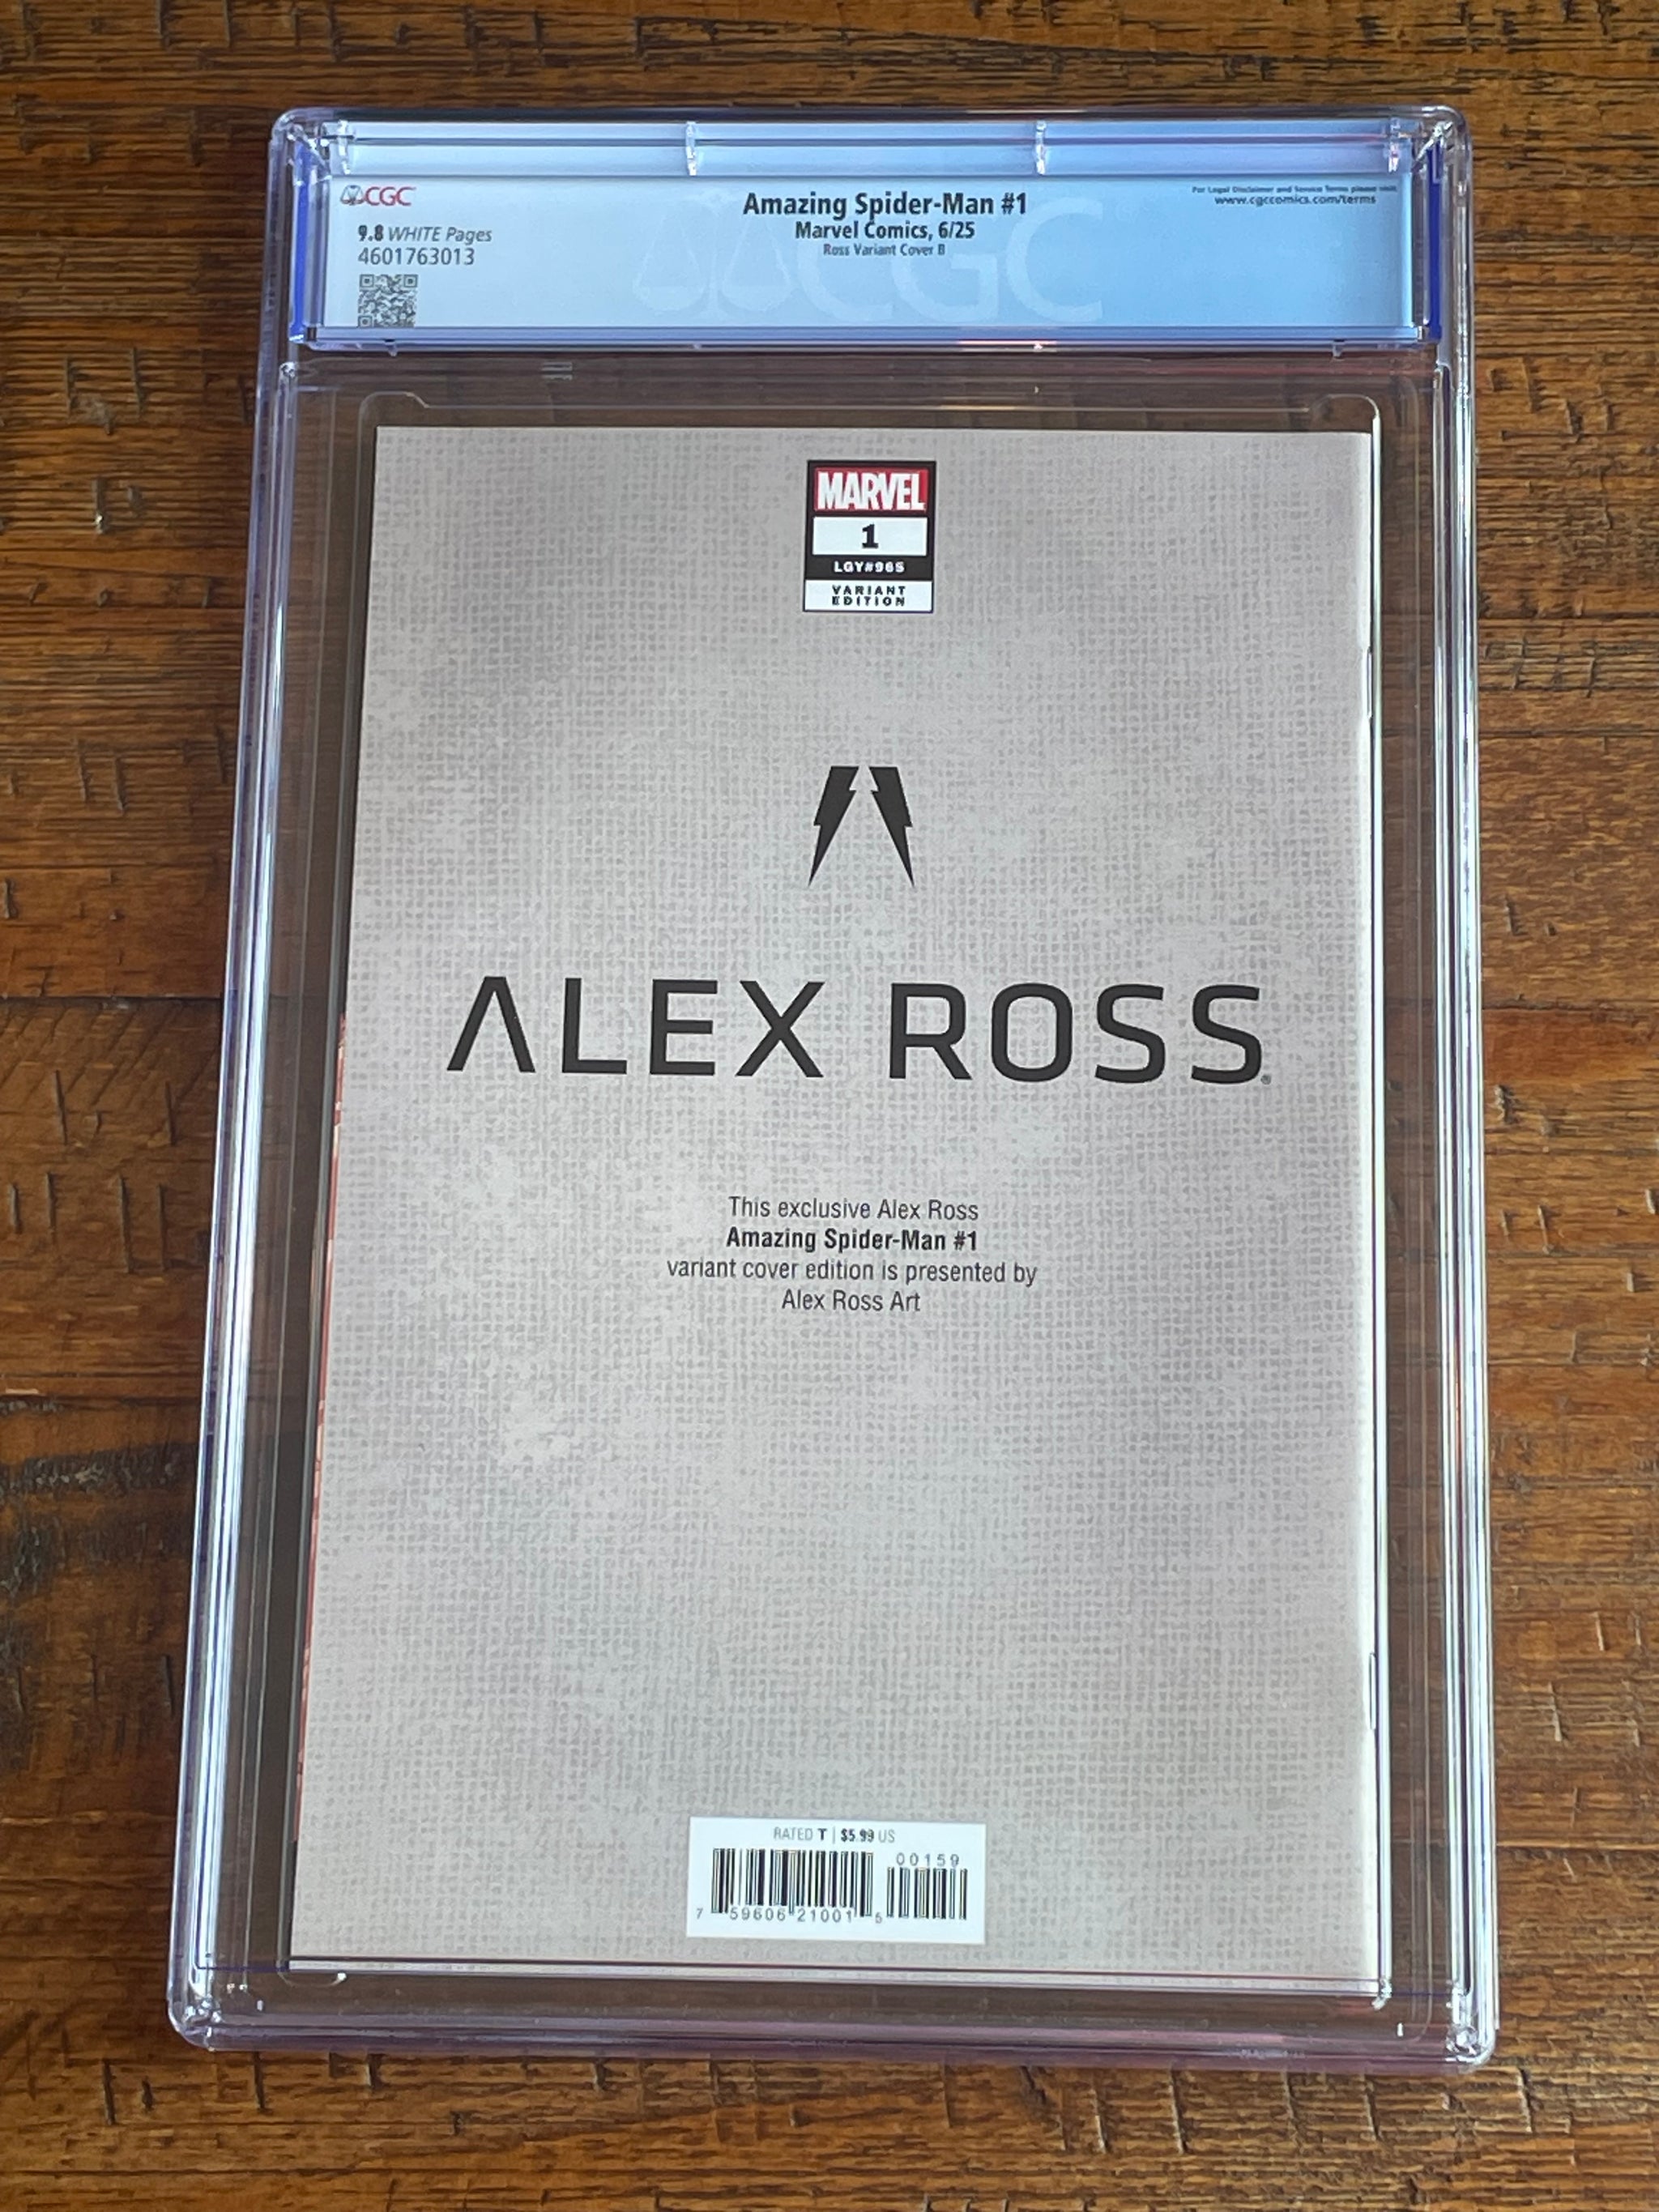 CGC
9.8 WHITE Pages
4601763013
Amazing Spider-Man #1
Marvel Comics, 6/25
Ross Variant Cover B
For Legal Disclaimer and Service Terms please visit
www.cgccomics.com/terms
CGC
MARVEL
1
LGY#965
VARIANT
EDITION
ALEX ROSS®
This exclusive Alex Ross
Amazing Spider-Man #1
variant cover edition is presented by
Alex Ross Art
RATED T | $5.99 US
00159
7 59606 21001 5